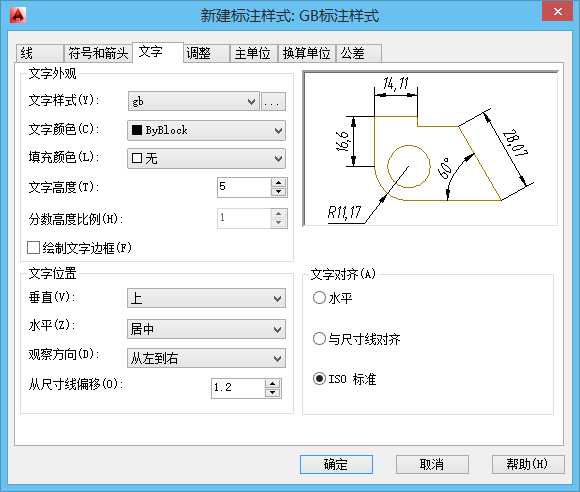 新建标注样式: GB标注样式
线 符号和箭头 文字 调整 主单位 换算单位 公差
文字外观
文字样式(Y): gb ...
文字颜色(C): ByBlock
填充颜色(L): 无
文字高度(T): 5
分数高度比例(H): 1
绘制文字边框(F)
14,11
16,6
28,07
60°
R11,17
文字位置
垂直(V): 上
水平(Z): 居中
观察方向(D): 从左到右
从尺寸线偏移(O): 1.2
文字对齐(A)
水平
与尺寸线对齐
ISO 标准
确定 取消 帮助(H)